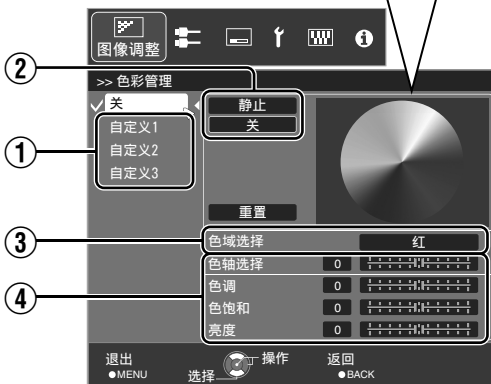 图像调整
② >> 色彩管理
关
静止
关
① 自定义1
自定义2
自定义3
重置
③ 色域选择 红
④ 色轴选择 0
色调 0
色饱和 0
亮度 0
退出 操作 返回
●MENU 选择 ●BACK